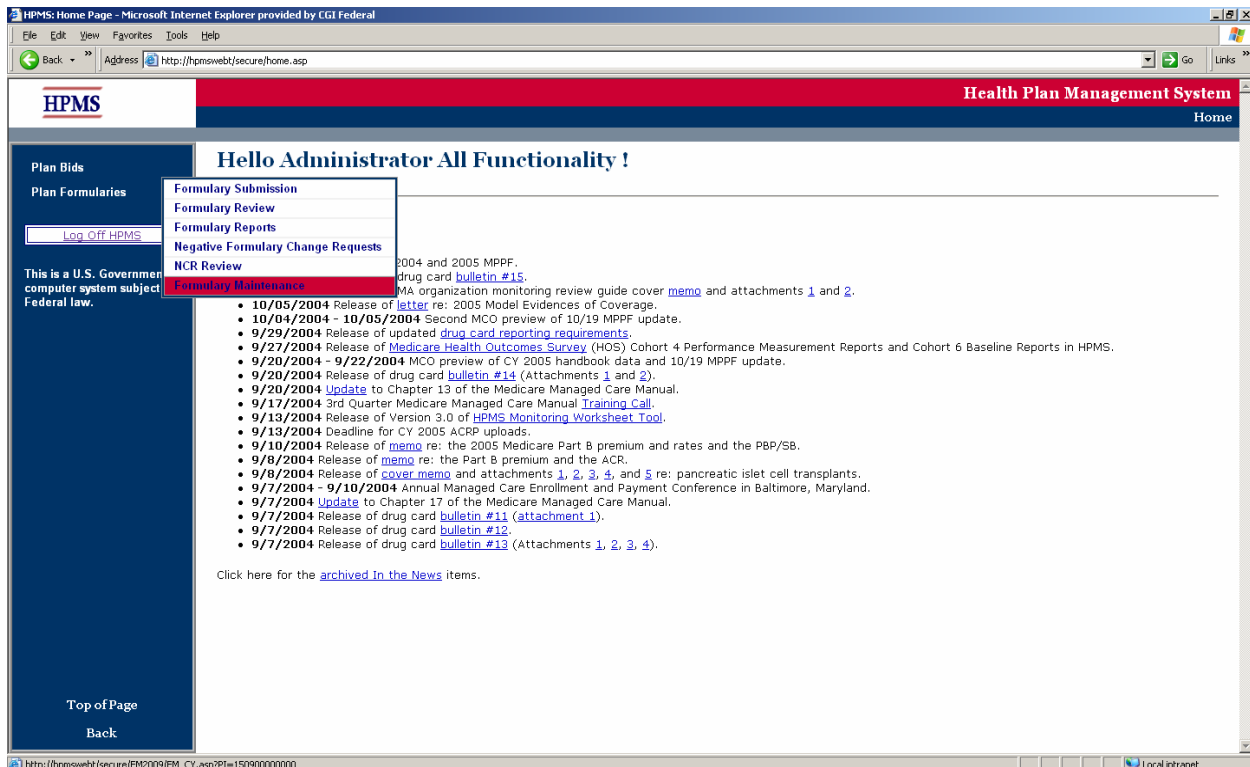 HPMS: Home Page - Microsoft Internet Explorer provided by CGI Federal
File Edit View Favorites Tools Help
Back » Address http://hpmswebt/secure/home.asp Go Links »
HPMS
Health Plan Management System
Home
Plan Bids
Plan Formularies
Log Off HPMS
This is a U.S. Governmen
computer system subject
Federal law.
Top of Page
Back
Hello Administrator All Functionality !
Formulary Submission
Formulary Review
Formulary Reports
Negative Formulary Change Requests
NCR Review
Formulary Maintenance
2004 and 2005 MPPF.
drug card bulletin #15.
MA organization monitoring review guide cover memo and attachments 1 and 2.
• 10/05/2004 Release of letter re: 2005 Model Evidences of Coverage.
• 10/04/2004 - 10/05/2004 Second MCO preview of 10/19 MPPF update.
• 9/29/2004 Release of updated drug card reporting requirements.
• 9/27/2004 Release of Medicare Health Outcomes Survey (HOS) Cohort 4 Performance Measurement Reports and Cohort 6 Baseline Reports in HPMS.
• 9/20/2004 - 9/22/2004 MCO preview of CY 2005 handbook data and 10/19 MPPF update.
• 9/20/2004 Release of drug card bulletin #14 (Attachments 1 and 2).
• 9/20/2004 Update to Chapter 13 of the Medicare Managed Care Manual.
• 9/17/2004 3rd Quarter Medicare Managed Care Manual Training Call.
• 9/13/2004 Release of Version 3.0 of HPMS Monitoring Worksheet Tool.
• 9/13/2004 Deadline for CY 2005 ACRP uploads.
• 9/10/2004 Release of memo re: the 2005 Medicare Part B premium and rates and the PBP/SB.
• 9/8/2004 Release of memo re: the Part B premium and the ACR.
• 9/8/2004 Release of cover memo and attachments 1, 2, 3, 4, and 5 re: pancreatic islet cell transplants.
• 9/7/2004 - 9/10/2004 Annual Managed Care Enrollment and Payment Conference in Baltimore, Maryland.
• 9/7/2004 Update to Chapter 17 of the Medicare Managed Care Manual.
• 9/7/2004 Release of drug card bulletin #11 (attachment 1).
• 9/7/2004 Release of drug card bulletin #12.
• 9/7/2004 Release of drug card bulletin #13 (Attachments 1, 2, 3, 4).
Click here for the archived In the News items.
http://hpmswebt/secure/FM2009/FM_CY.asp?PI=150900000000 Local intranet